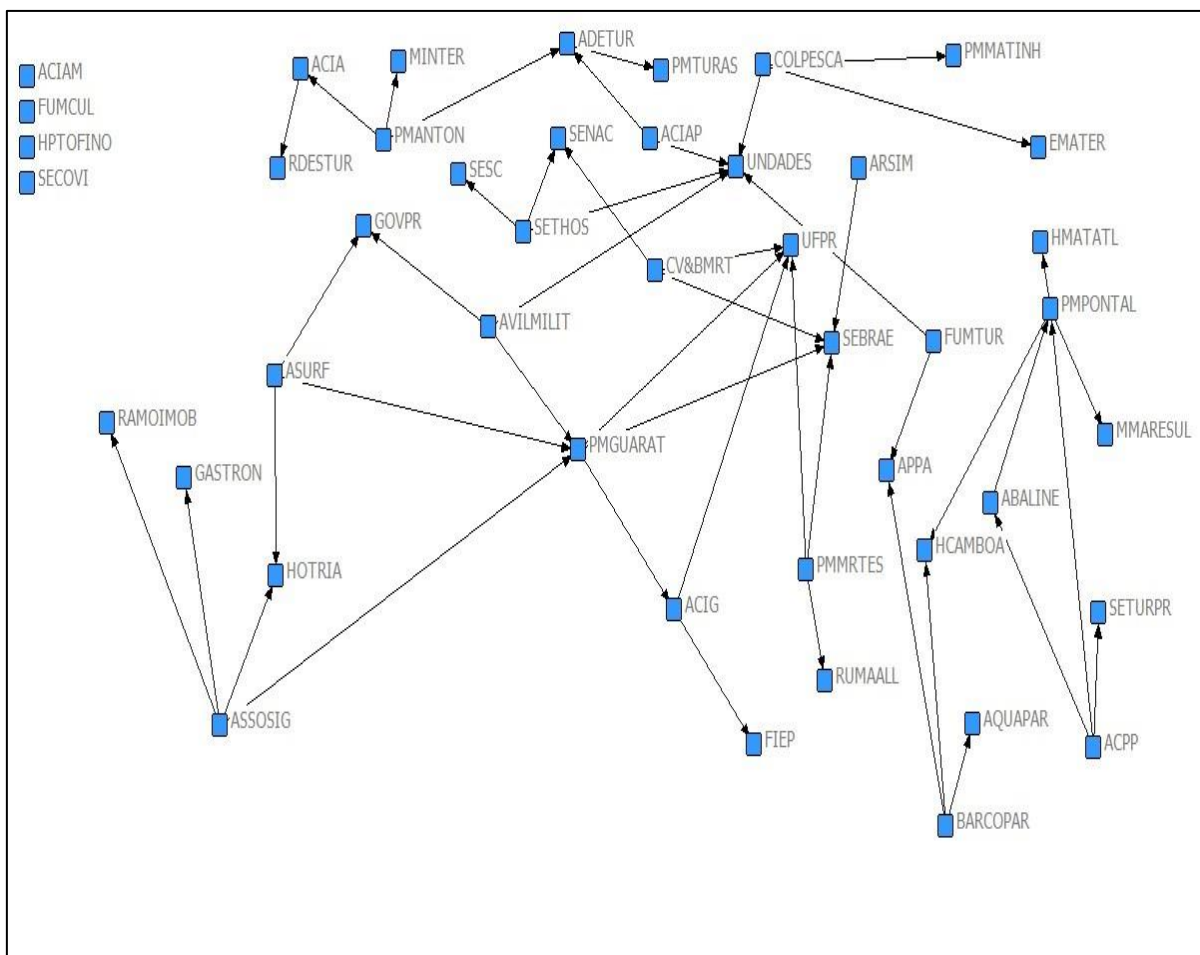 ADETUR
ACIAM
ACIA
MINTER
PMTURAS
COLPESCA
PMMATINH
FUMCUL
PMANTON
SENAC
ACIAP
HPTOFINO
RDESTUR
SESC
UNDADES
ARSIM
EMATER
SECOVI
GOVPR
SETHOS
UFPR
HMATATL
CV&BMRT
AVILMILIT
SEBRAE
FUMTUR
PMPONTAL
ASURF
RAMOIMOB
PMGUARAT
MMARESUL
GASTRON
APPA
ABALINE
HOTRIA
HCAMBOA
PMMRTES
ACIG
SETURPR
RUMAALL
ASSOSIG
FIEP
AQUAPAR
ACPP
BARCOPAR